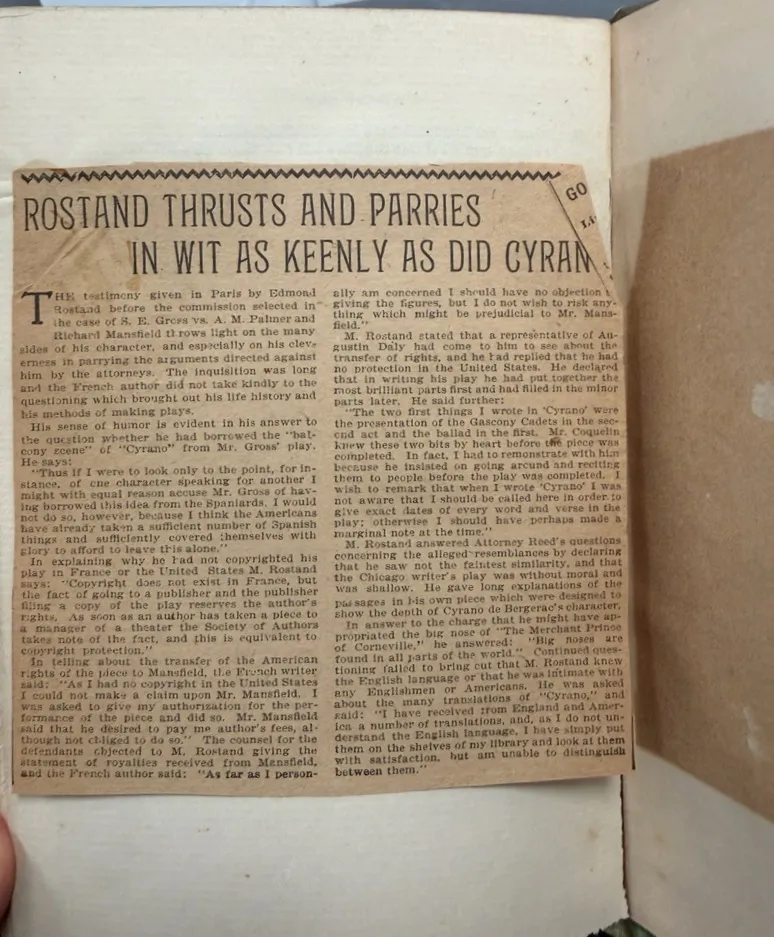 ROSTAND THRUSTS AND PARRIES
IN WIT AS KEENLY AS DID CYRAN
GO
THE testimony given in Paris by Edmond
Rostand before the commission selected in
the case of S. E. Gross vs. A. M. Palmer and
Richard Mansfield throws light on the many
sides of his character, and especially on his clev-
erness in parrying the arguments directed against
him by the attorneys. The inquisition was long
and the French author did not take kindly to the
questioning which brought out his life history and
his methods of making plays.
His sense of humor is evident in his answer to
the question whether he had borrowed the "bal-
cony scene" of "Cyrano" from Mr. Gross' play.
He says:
"Thus if I were to look only to the point, for in-
stance, of one character speaking for another I
might with equal reason accuse Mr. Gross of hav-
ing borrowed this idea from the Spaniards. I would
not do so, however, because I think the Americans
have already taken a sufficient number of Spanish
things and sufficiently covered themselves with
glory to afford to leave this alone."
In explaining why he had not copyrighted his
play in France or the United States M. Rostand
says: "Copyright does not exist in France, but
the fact of going to a publisher and the publisher
filing a copy of the play reserves the author's
rights. As soon as an author has taken a piece to
a manager of a theater the Society of Authors
takes note of the fact, and this is equivalent to
copyright protection."
In telling about the transfer of the American
rights of the piece to Mansfield, the French writer
said: "As I had no copyright in the United States
I could not make a claim upon Mr. Mansfield. I
was asked to give my authorization for the per-
formance of the piece and did so. Mr. Mansfield
said that he desired to pay me author's fees, al-
though not obliged to do so." The counsel for the
defendants objected to M. Rostand giving the
statement of royalties received from Mansfield,
and the French author said: "As far as I person-
ally am concerned I should have no objection
giving the figures, but I do not wish to risk any-
thing which might be prejudicial to Mr. Mans-
field."
M. Rostand stated that a representative of Au-
gustin Daly had come to him to see about the
transfer of rights, and he had replied that he had
no protection in the United States. He declared
that in writing his play he had put together the
most brilliant parts first and had filled in the minor
parts later. He said further:
"The two first things I wrote in 'Cyrano' were
the presentation of the Gascony Cadets in the sec-
ond act and the ballad in the first. Mr. Coquelin
knew these two bits by heart before the piece was
completed. In fact, I had to remonstrate with him
because he insisted on going around and reciting
them to people before the play was completed. I
wish to remark that when I wrote 'Cyrano' I was
not aware that I should be called here in order to
give exact dates of every word and verse in the
play; otherwise I should have perhaps made a
marginal note at the time."
M. Rostand answered Attorney Reed's questions
concerning the alleged resemblances by declaring
that he saw not the faintest similarity, and that
the Chicago writer's play was without moral and
was shallow. He gave long explanations of the
passages in his own piece which were designed to
show the depth of Cyrano de Bergerac's character.
In answer to the charge that he might have ap-
propriated the big nose of "The Merchant Prince
of Corneville," he answered: "Big noses are
found in all parts of the world." Continued ques-
tioning failed to bring out that M. Rostand knew
the English language or that he was intimate with
any Englishmen or Americans. He was asked
about the many translations of "Cyrano," and
said: "I have received from England and Amer-
ica a number of translations, and, as I do not un-
derstand the English language, I have simply put
them on the shelves of my library and look at them
with satisfaction, but am unable to distinguish
between them."